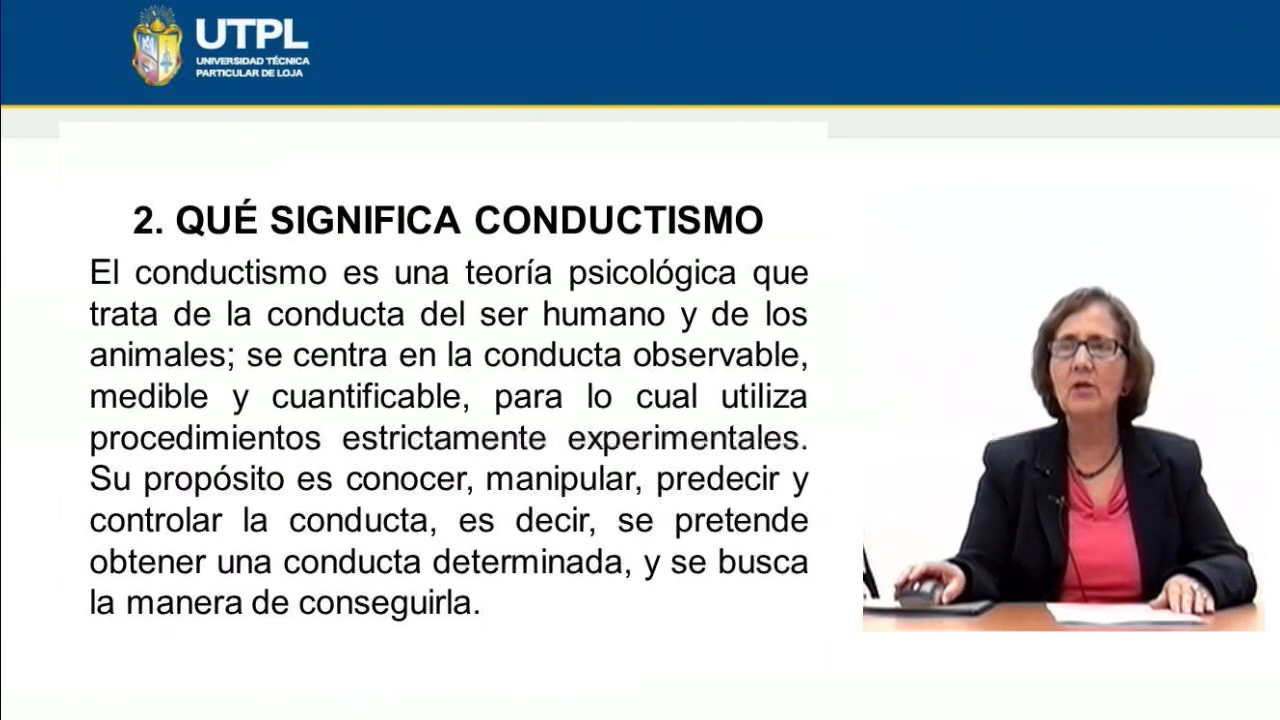 UTPL
UNIVERSIDAD TÉCNICA
PARTICULAR DE LOJA
2. QUÉ SIGNIFICA CONDUCTISMO
El conductismo es una teoría psicológica que
trata de la conducta del ser humano y de los
animales; se centra en la conducta observable,
medible y cuantificable, para lo cual utiliza
procedimientos estrictamente experimentales.
Su propósito es conocer, manipular, predecir y
controlar la conducta, es decir, se pretende
obtener una conducta determinada, y se busca
la manera de conseguirla.